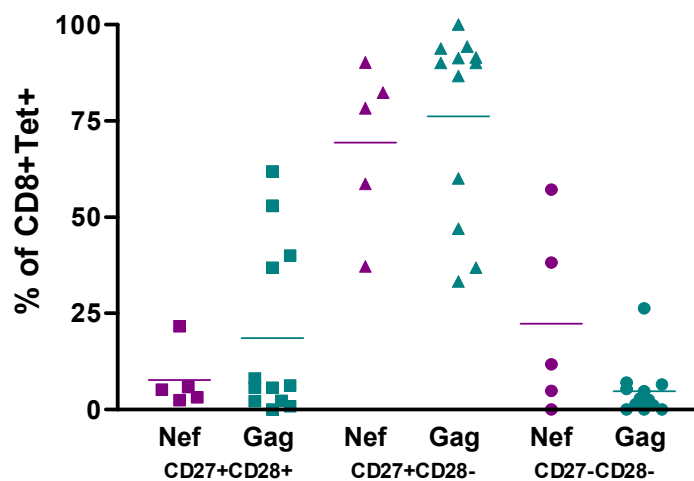 % of CD8+Tet+
100
75
50
25
0
Nef Gag Nef Gag Nef Gag
CD27+CD28+ CD27+CD28- CD27-CD28-